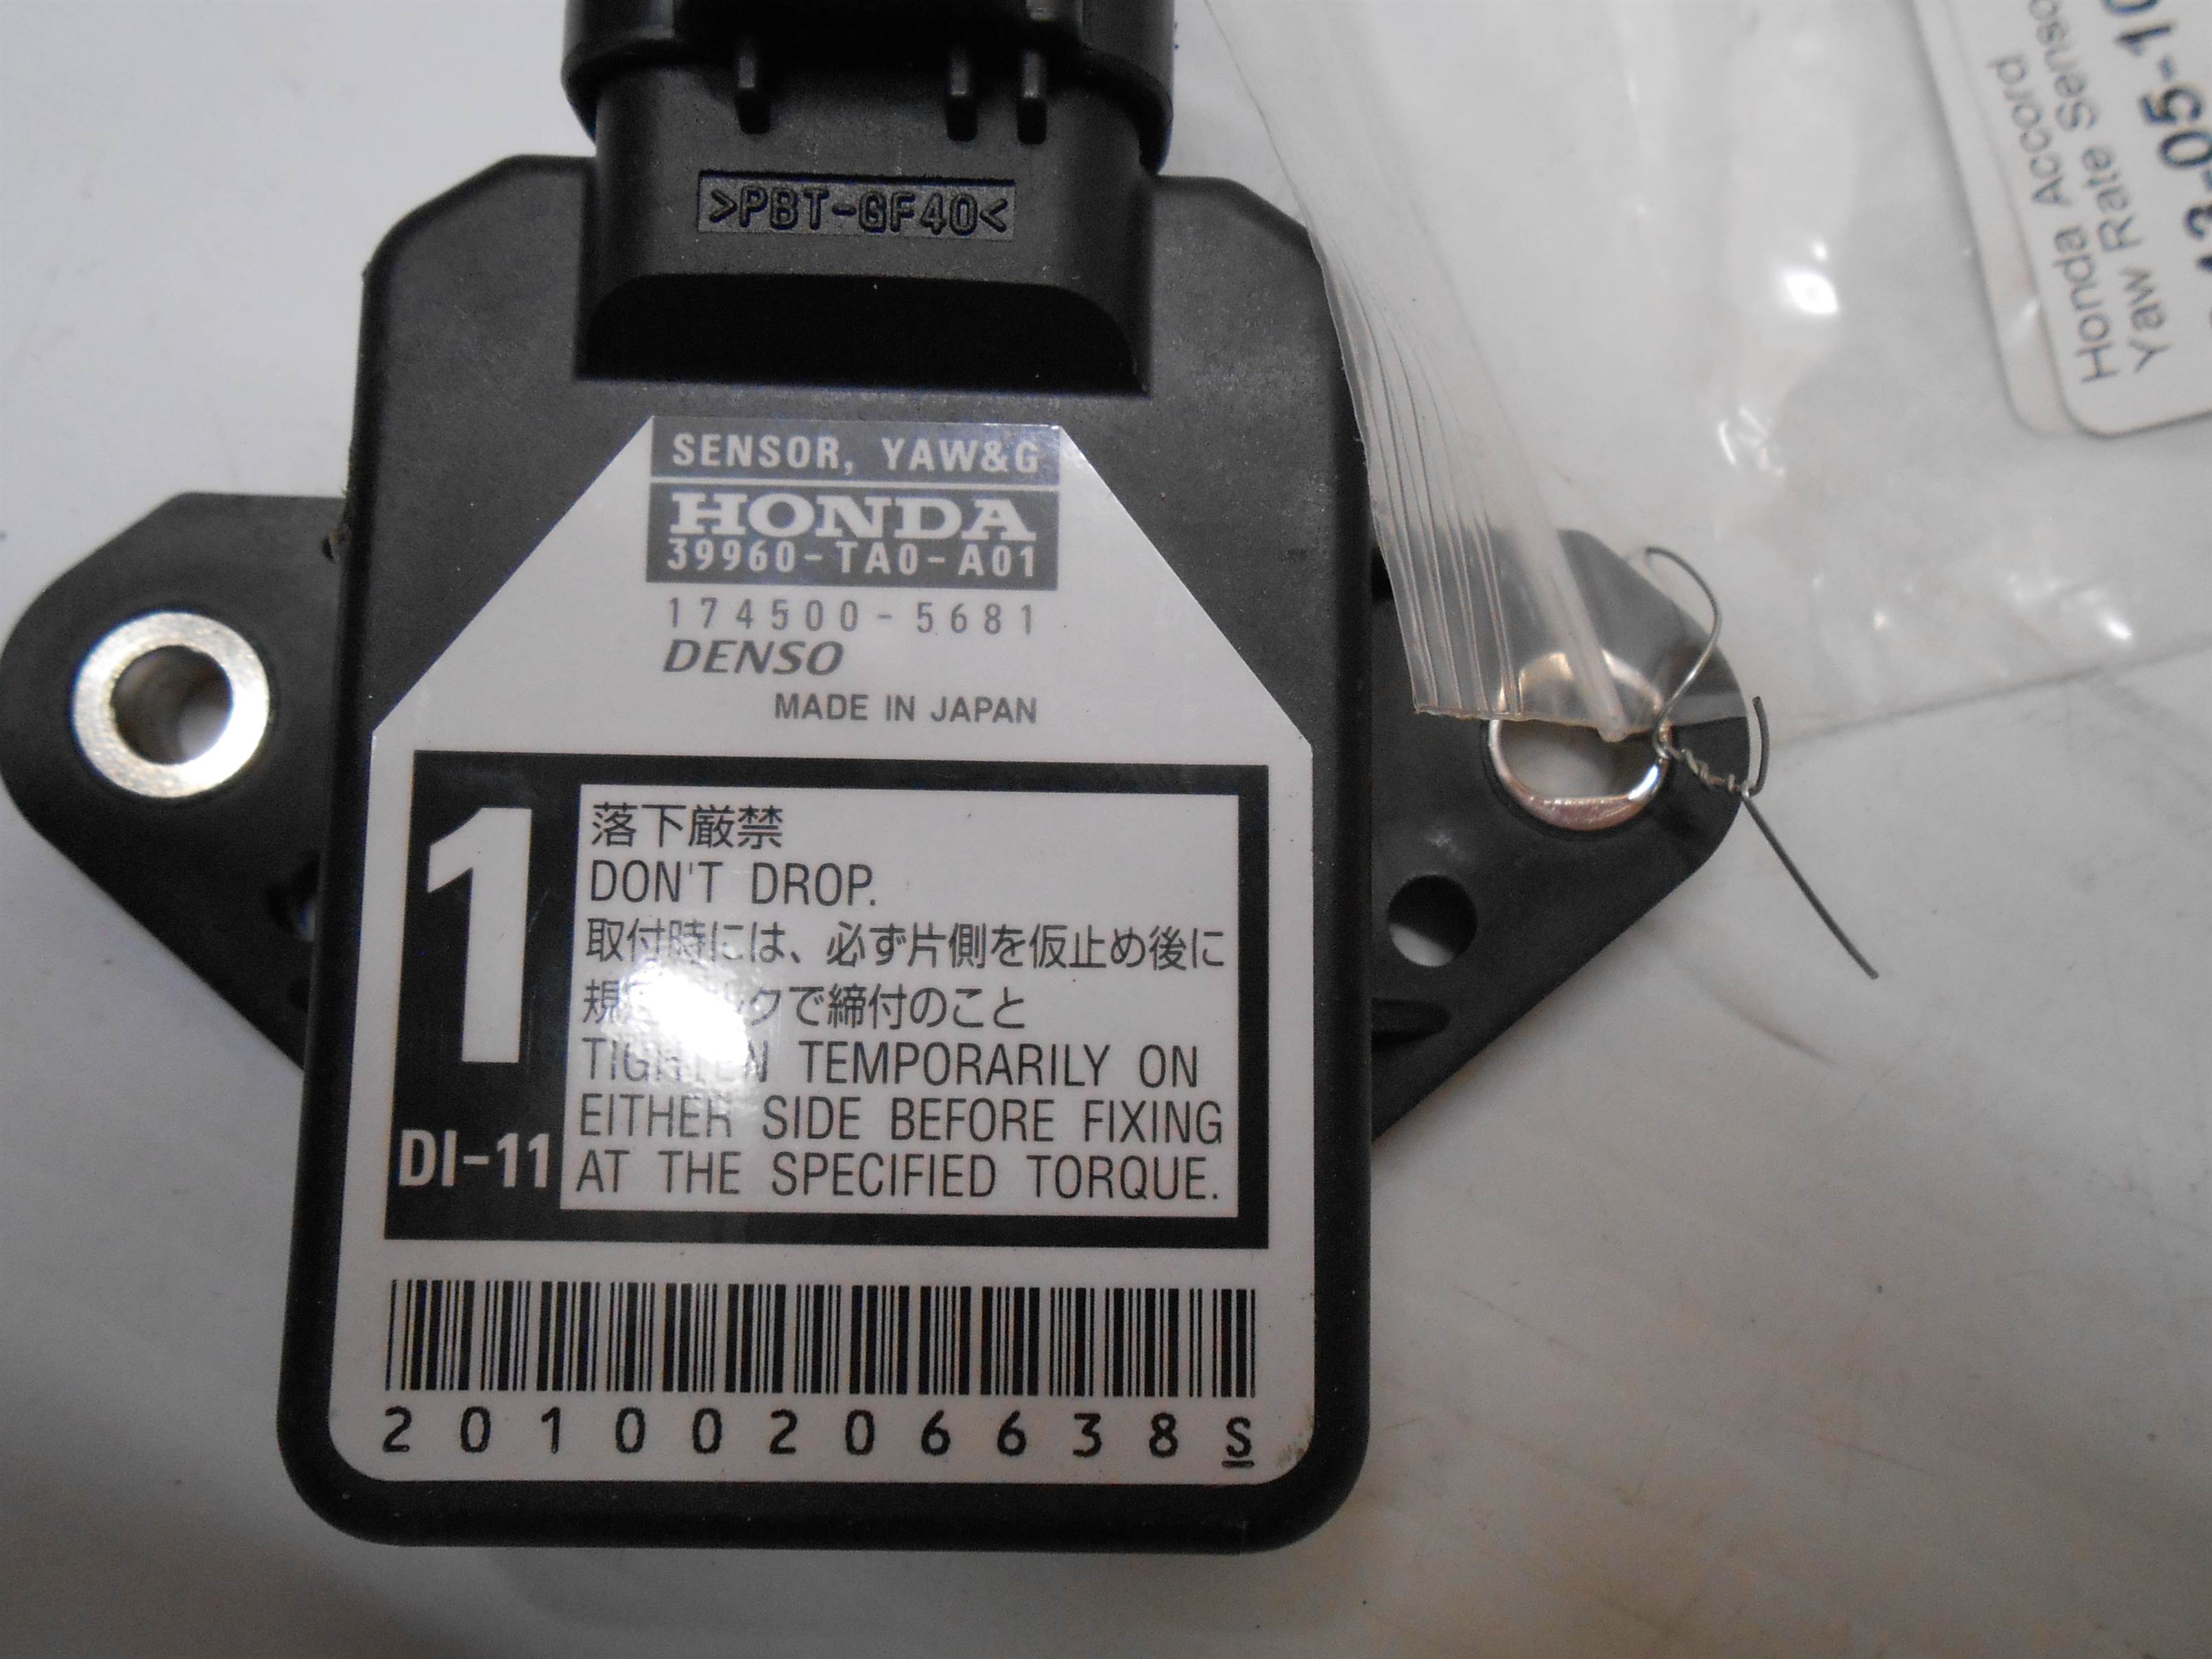 >PBT-GF40<
SENSOR, YAW&G
HONDA
39960-TA0-A01
174500-5681
DENSO
MADE IN JAPAN
1
DI-11
落下厳禁
DON'T DROP.
取付時には、必ず片側を仮止め後に
クで締付のこと
TIGHTEN TEMPORARILY ON
EITHER SIDE BEFORE FIXING
AT THE SPECIFIED TORQUE.
20100206638S
Honda Accord
Yaw Rate